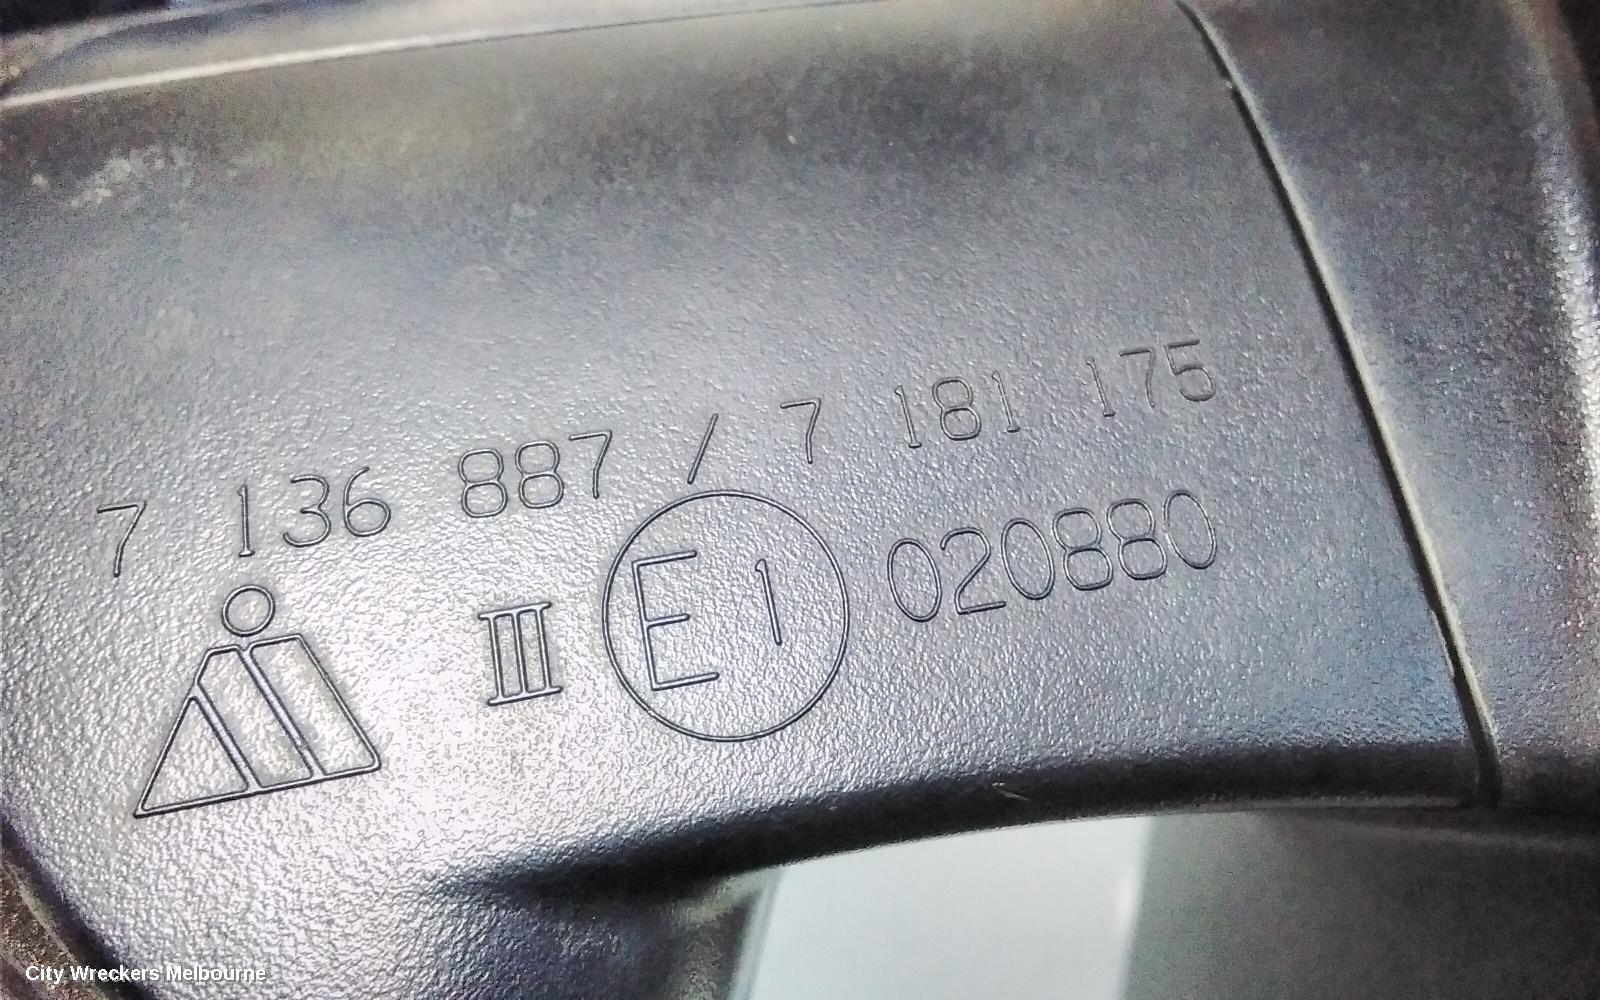 7 136 887 / 7 181 175
III E1 020880
City Wreckers Melbourne